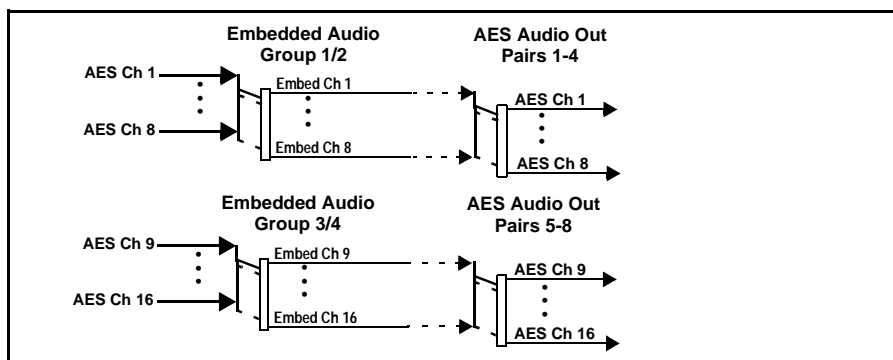 Embedded Audio
Group 1/2
AES Audio Out
Pairs 1-4
AES Ch 1
Embed Ch 1
AES Ch 1
AES Ch 8
Embed Ch 8
AES Ch 8
Embedded Audio
Group 3/4
AES Audio Out
Pairs 5-8
AES Ch 9
Embed Ch 9
AES Ch 9
AES Ch 16
Embed Ch 16
AES Ch 16